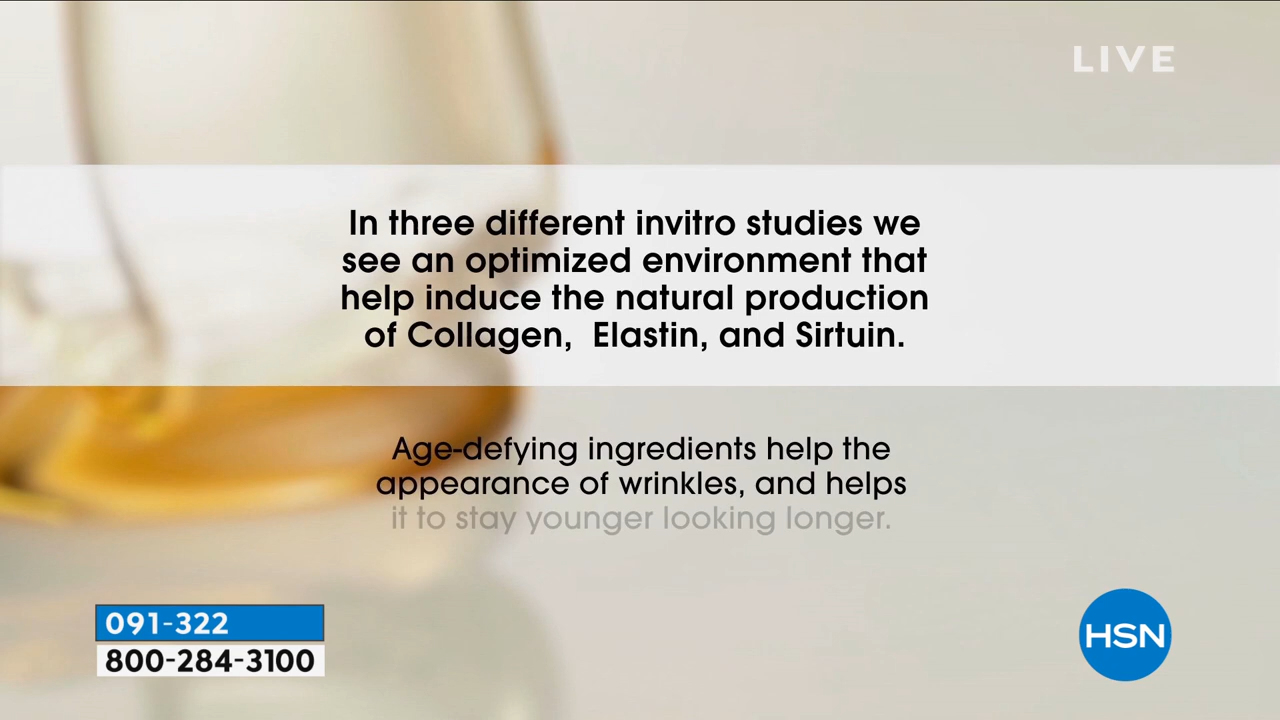 LIVE
In three different invitro studies we
see an optimized environment that
help induce the natural production
of Collagen,  Elastin, and Sirtuin.
Age-defying ingredients help the
appearance of wrinkles, and helps
it to stay younger looking longer.
091-322
800-284-3100
HSN